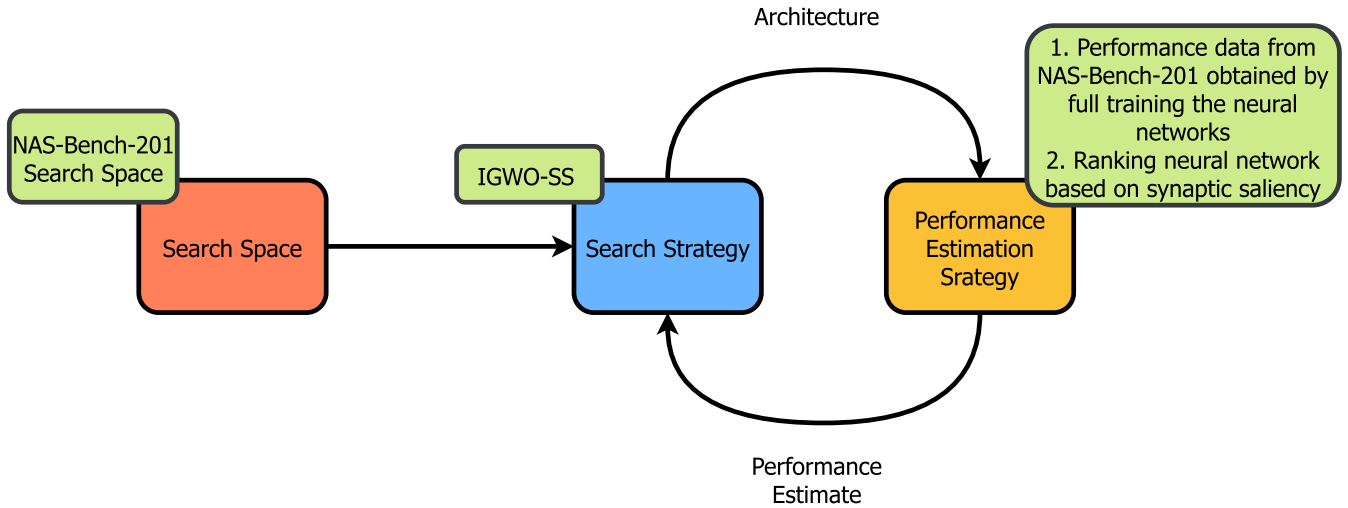 Architecture
1. Performance data from
NAS-Bench-201 obtained by
full training the neural
networks
2. Ranking neural network
based on synaptic saliency
NAS-Bench-201
Search Space
IGWO-SS
Search Space
Search Strategy
Performance
Estimation
Srategy
Performance
Estimate